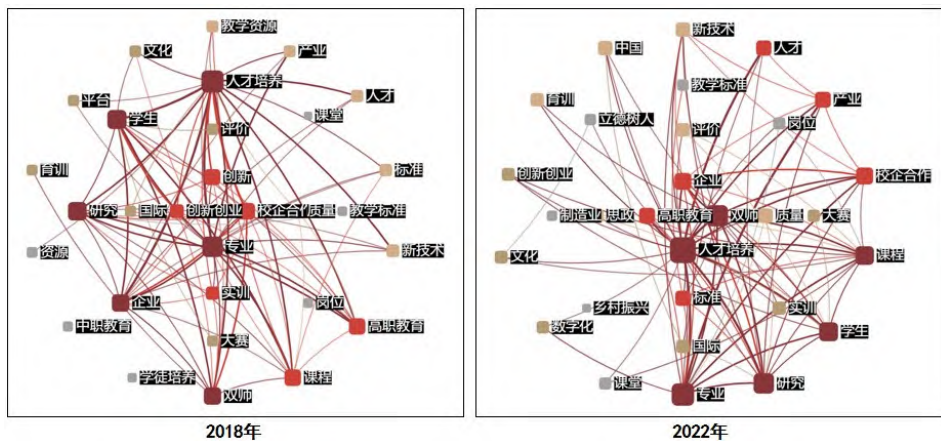 教学资源
文化
产业
人才培养
平台
人才
学生
课堂
评价
育训
创新
标准
研究
国际
创新创业
校企合作
质量
教学标准
专业
资源
新技术
企业
实训
岗位
中职教育
高职教育
大赛
学徒培养
课程
双师
2018年
新技术
中国
人才
教学标准
育训
产业
立德树人
评价
岗位
创新创业
企业
校企合作
制造业
思政
高职教育
双师
质量
大赛
文化
人才培养
课程
乡村振兴
标准
实训
数字化
学生
国际
课堂
专业
研究
2022年